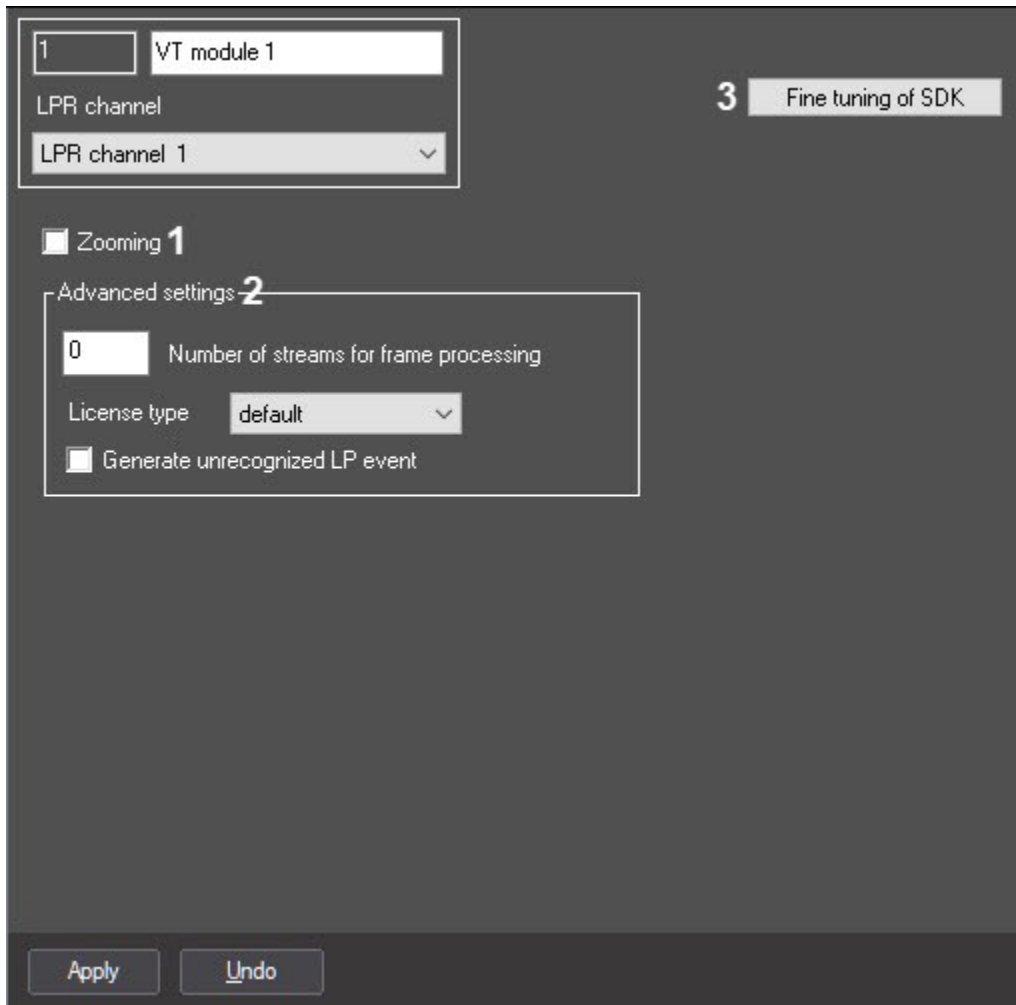 1 VT module 1
LPR channel
3 Fine tuning of SDK
LPR channel 1
Zooming 1
Advanced settings 2
0 Number of streams for frame processing
License type default
Generate unrecognized LP event
Apply Undo